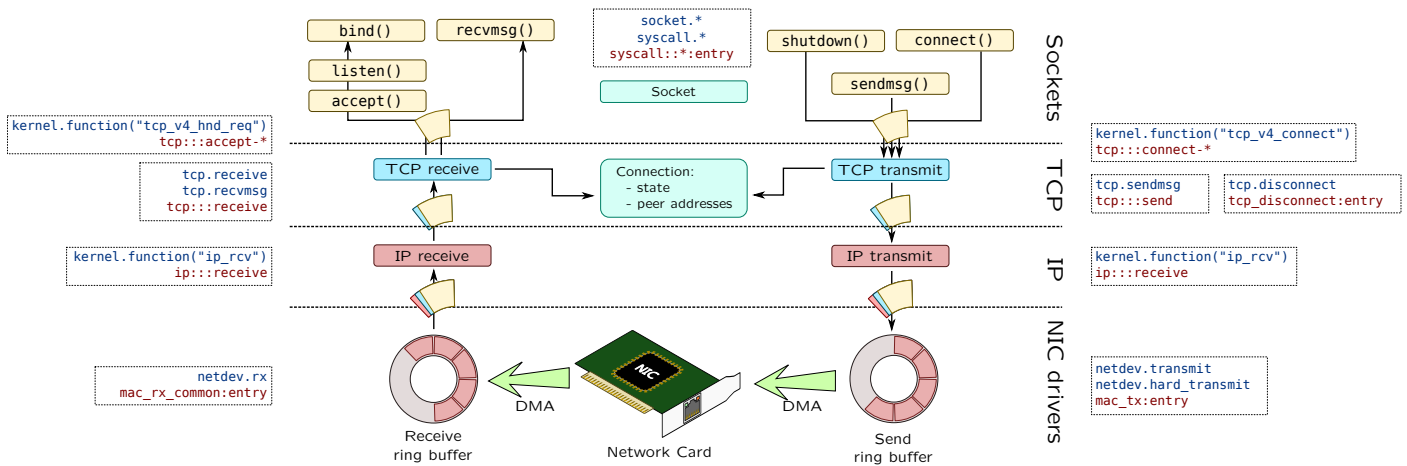 bind()
recvmsg()
listen()
accept()
socket.*
syscall.*
syscall::*:entry
Socket
shutdown()
connect()
sendmsg()
Sockets
kernel.function("tcp_v4_hnd_req")
tcp:::accept-*
tcp.receive
tcp.recvmsg
tcp:::receive
TCP receive
Connection:
- state
- peer addresses
TCP transmit
TCP
kernel.function("tcp_v4_connect")
tcp:::connect-*
tcp.sendmsg
tcp:::send
tcp.disconnect
tcp_disconnect:entry
kernel.function("ip_rcv")
ip:::receive
IP receive
IP transmit
IP
kernel.function("ip_rcv")
ip:::receive
netdev.rx
mac_rx_common:entry
Receive
ring buffer
DMA
NIC
Network Card
DMA
Send
ring buffer
NIC drivers
netdev.transmit
netdev.hard_transmit
mac_tx:entry